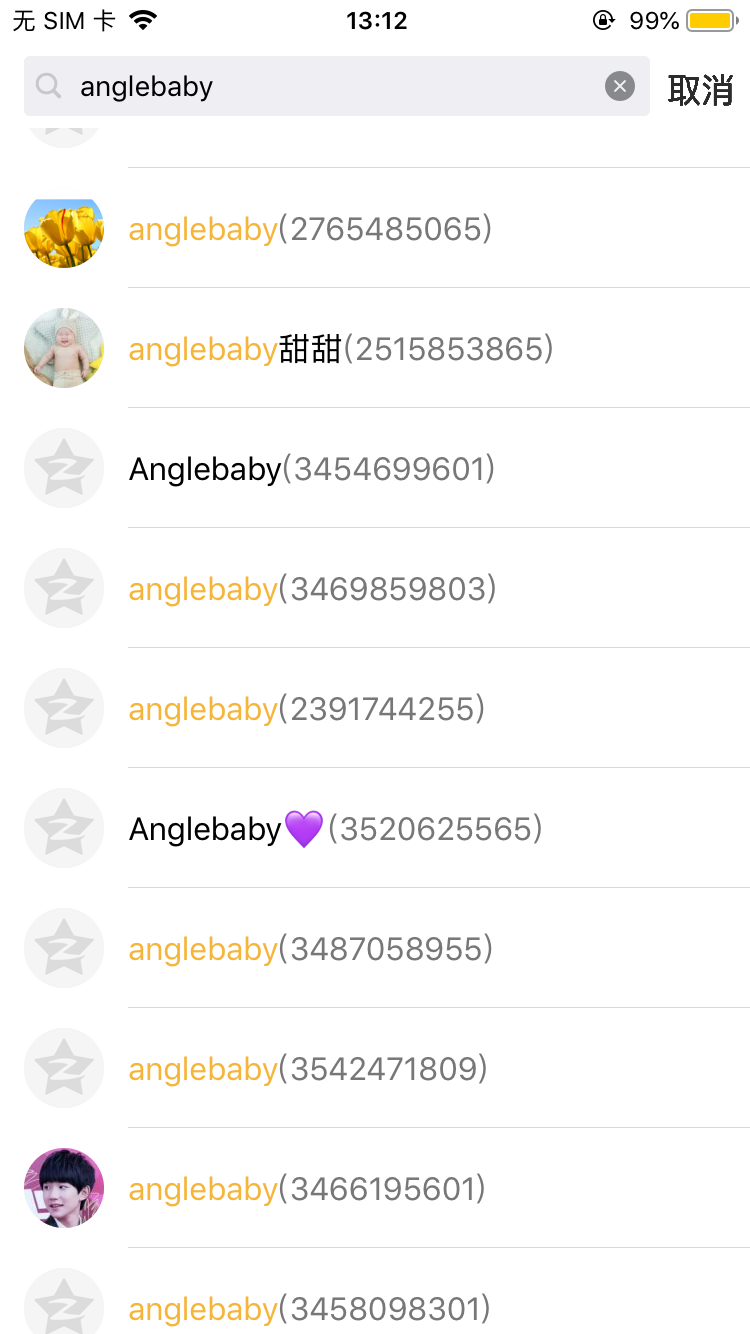 无 SIM 卡 13:12 99%
anglebaby 取消
anglebaby(2765485065)
anglebaby甜甜(2515853865)
Anglebaby(3454699601)
anglebaby(3469859803)
anglebaby(2391744255)
Anglebaby💜(3520625565)
anglebaby(3487058955)
anglebaby(3542471809)
anglebaby(3466195601)
anglebaby(3458098301)